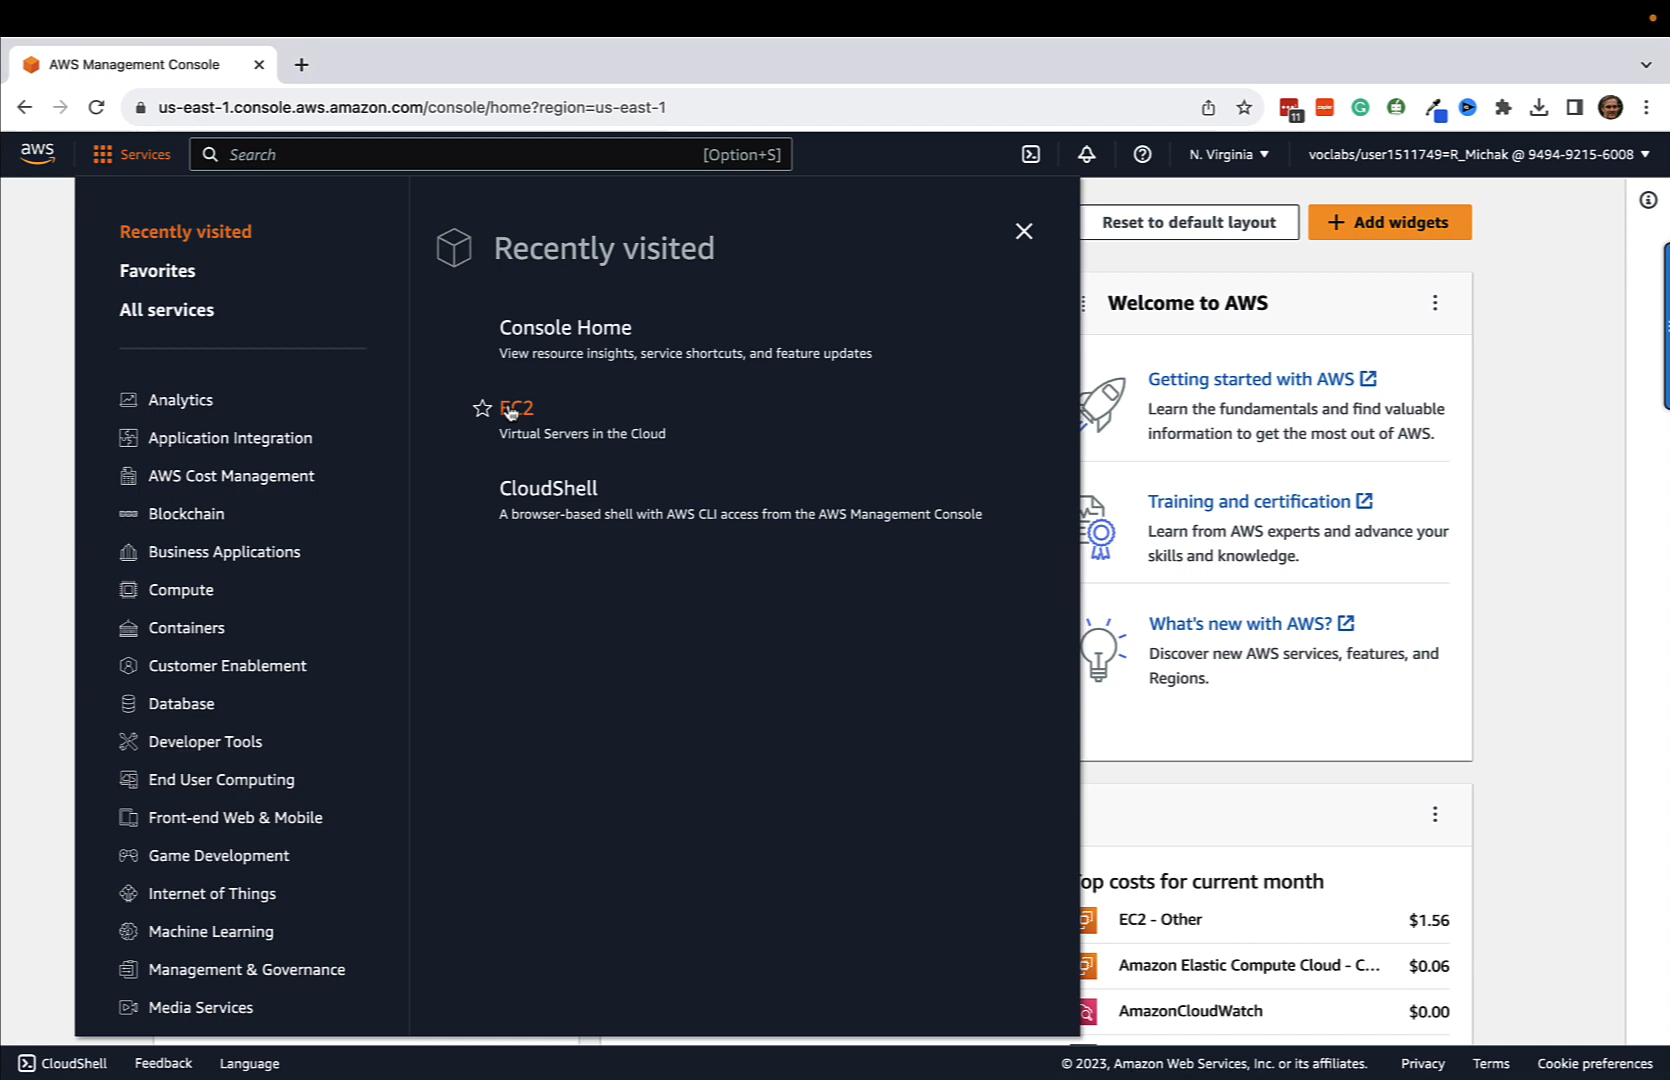 AWS Management Console
us-east-1.console.aws.amazon.com/console/home?region=us-east-1
11
aws
Services
Search
[Option+S]
N. Virginia
voclabs/user1511749=R_Michak @ 9494-9215-6008
Recently visited
Favorites
All services
Analytics
Application Integration
AWS Cost Management
Blockchain
Business Applications
Compute
Containers
Customer Enablement
Database
Developer Tools
End User Computing
Front-end Web & Mobile
Game Development
Internet of Things
Machine Learning
Management & Governance
Media Services
Recently visited
Console Home
View resource insights, service shortcuts, and feature updates
EC2
Virtual Servers in the Cloud
CloudShell
A browser-based shell with AWS CLI access from the AWS Management Console
Reset to default layout
Add widgets
Welcome to AWS
Getting started with AWS
Learn the fundamentals and find valuable
information to get the most out of AWS.
Training and certification
Learn from AWS experts and advance your
skills and knowledge.
What's new with AWS?
Discover new AWS services, features, and
Regions.
Top costs for current month
EC2 - Other $1.56
Amazon Elastic Compute Cloud - C... $0.06
AmazonCloudWatch $0.00
CloudShell
Feedback
Language
© 2023, Amazon Web Services, Inc. or its affiliates.
Privacy
Terms
Cookie preferences